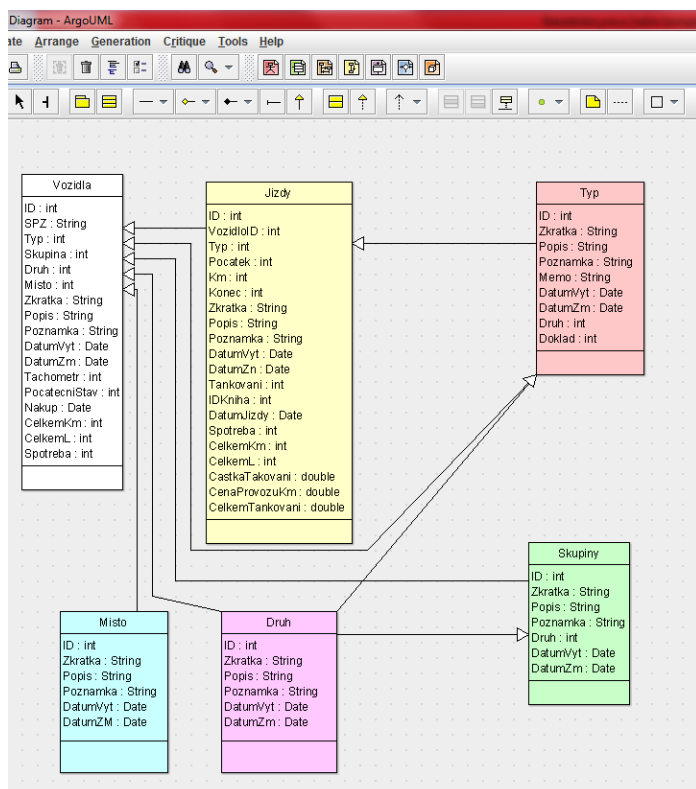 Diagram - ArgoUML
ate Arrange Generation Critique Tools Help
Vozidla
ID : int
SPZ : String
Typ : int
Skupina : int
Druh : int
Misto : int
Zkratka : String
Popis : String
Poznamka : String
DatumVyt : Date
DatumZm : Date
Tachometr : int
PocatecniStav : int
Nakup : Date
CelkemKm : int
CelkemL : int
Spotreba : int
Jizdy
ID : int
VozidloID : int
Typ : int
Pocatek : int
Km : int
Konec : int
Zkratka : String
Popis : String
Poznamka : String
DatumVyt : Date
DatumZn : Date
Tankovani : int
IDKniha : int
DatumJizdy : Date
Spotreba : int
CelkemKm : int
CelkemL : int
CastkaTakovani : double
CenaProvozuKm : double
CelkemTankovani : double
Typ
ID : int
Zkratka : String
Popis : String
Poznamka : String
Memo : String
DatumVyt : Date
DatumZm : Date
Druh : int
Doklad : int
Skupiny
ID : int
Zkratka : String
Popis : String
Poznamka : String
Druh : int
DatumVyt : Date
DatumZm : Date
Misto
ID : int
Zkratka : String
Popis : String
Poznamka : String
DatumVyt : Date
DatumZM : Date
Druh
ID : int
Zkratka : String
Popis : String
Poznamka : String
DatumVyt : Date
DatumZm : Date